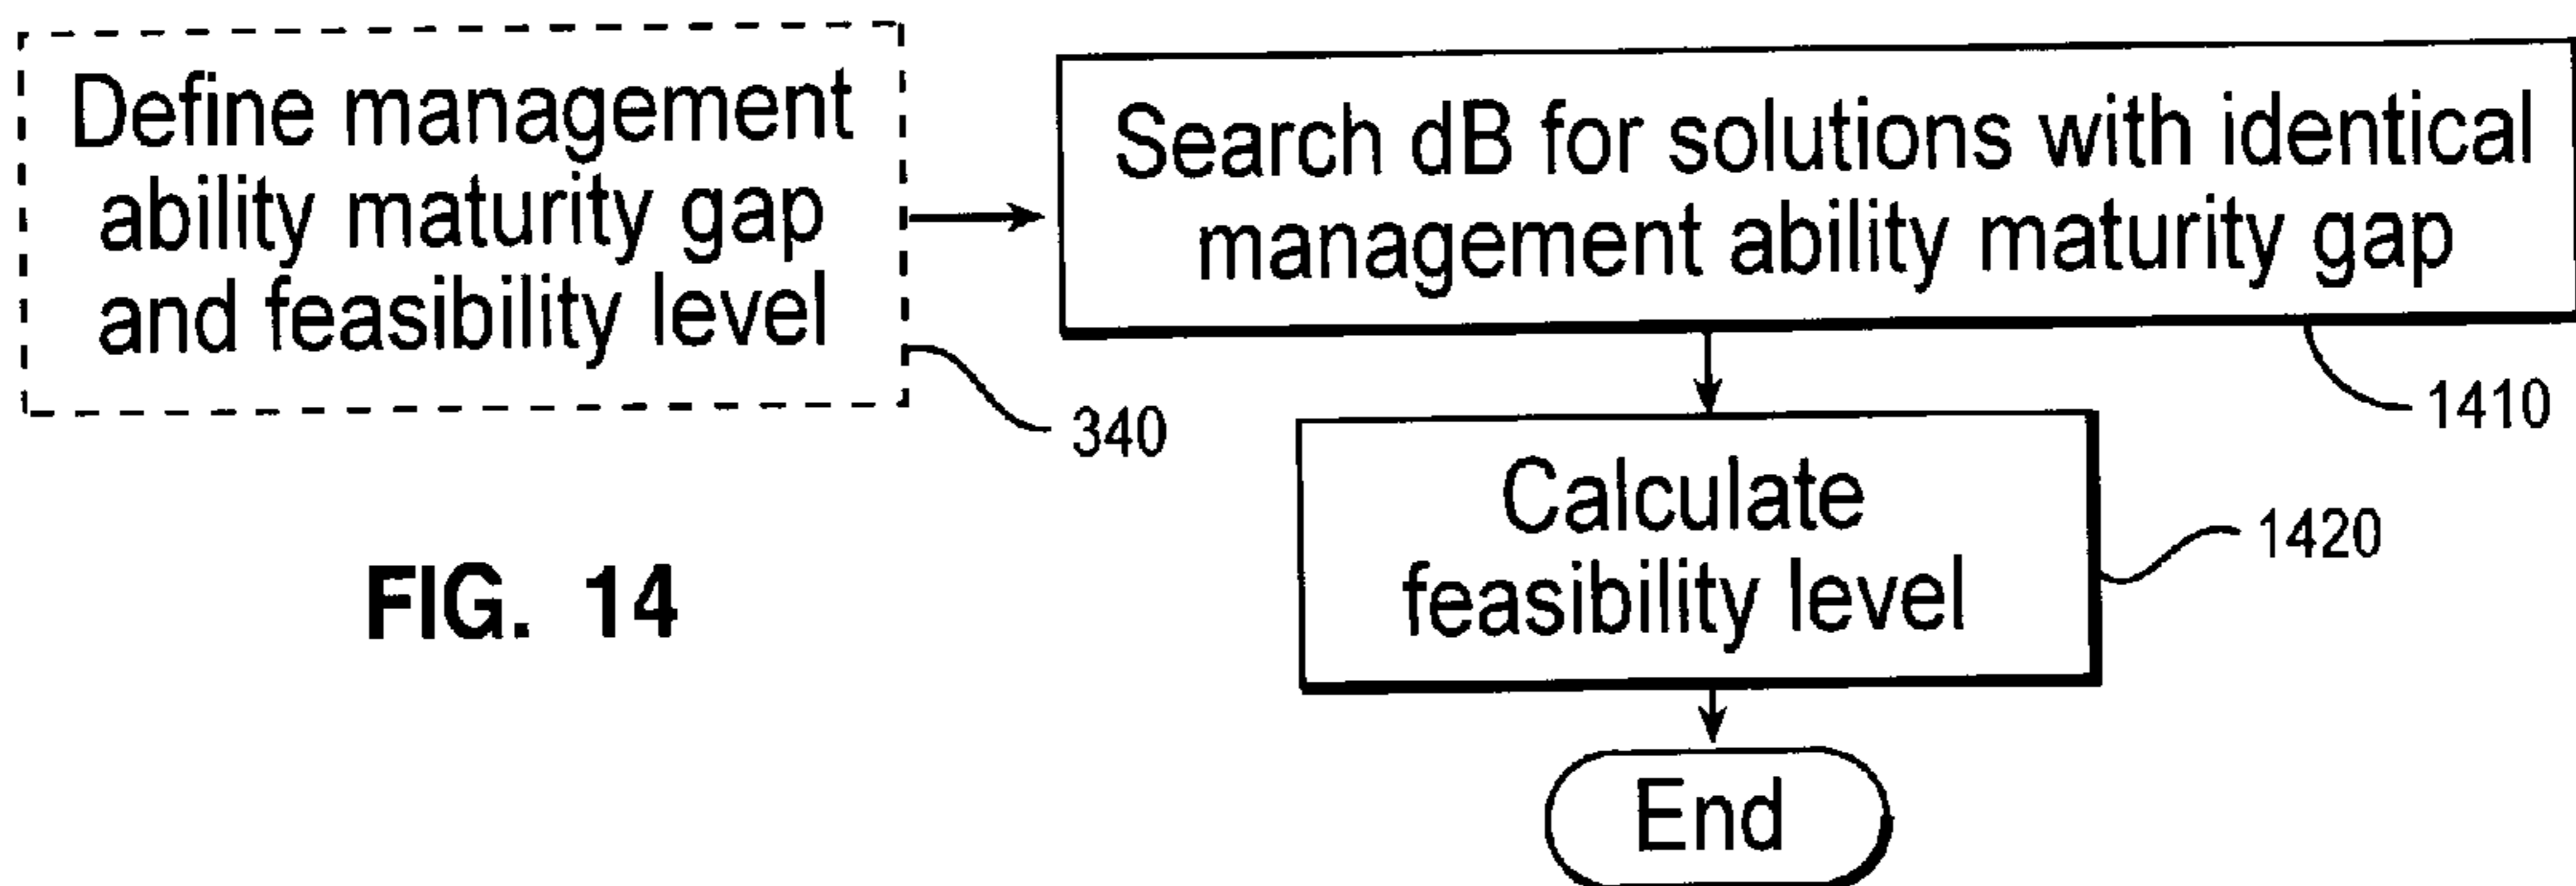 Define management
ability maturity gap
and feasibility level
340
Search dB for solutions with identical
management ability maturity gap
1410
Calculate
feasibility level
1420
End
FIG. 14